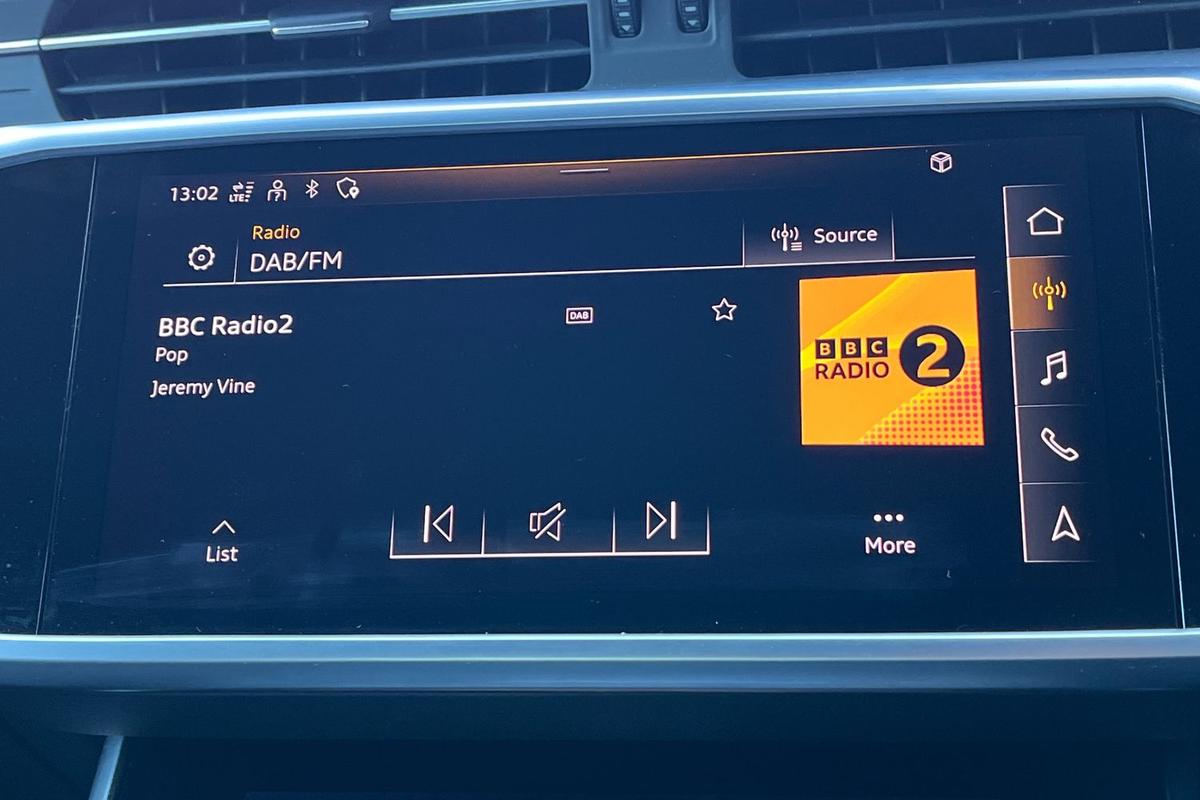 13:02 LTE
Radio
DAB/FM
Source
BBC Radio2
DAB
Pop
Jeremy Vine
BBC
RADIO 2
List
More